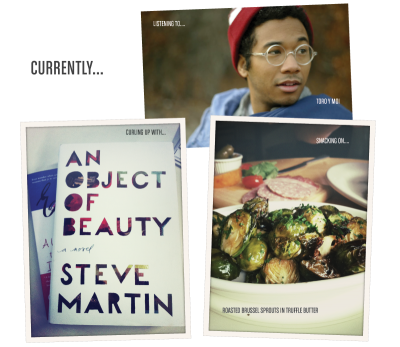 CURRENTLY...
LISTENING TO....
TORO Y MOI
CURLING UP WITH...
AN
OBJECT
OF
BEAUTY
a novel
STEVE
MARTIN
SNACKING ON....
ROASTED BRUSSEL SPROUTS IN TRUFFLE BUTTER